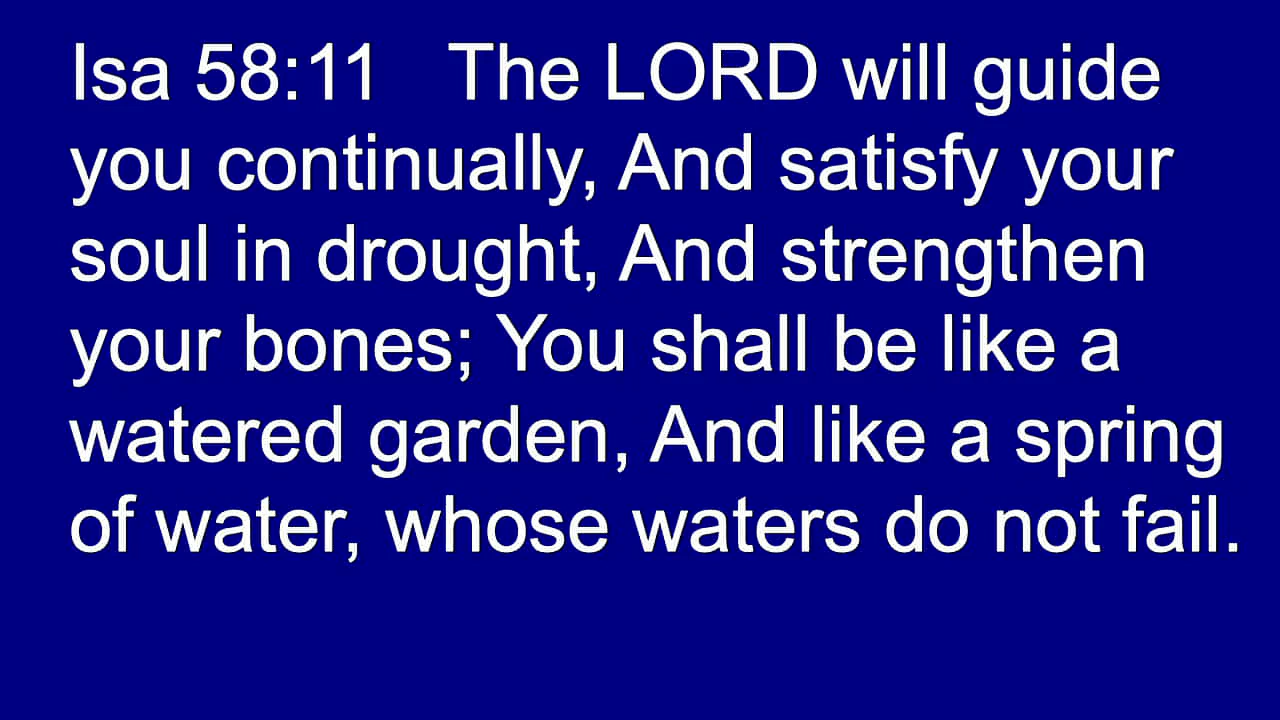 Isa 58:11   The LORD will guide
you continually, And satisfy your
soul in drought, And strengthen
your bones; You shall be like a
watered garden, And like a spring
of water, whose waters do not fail.